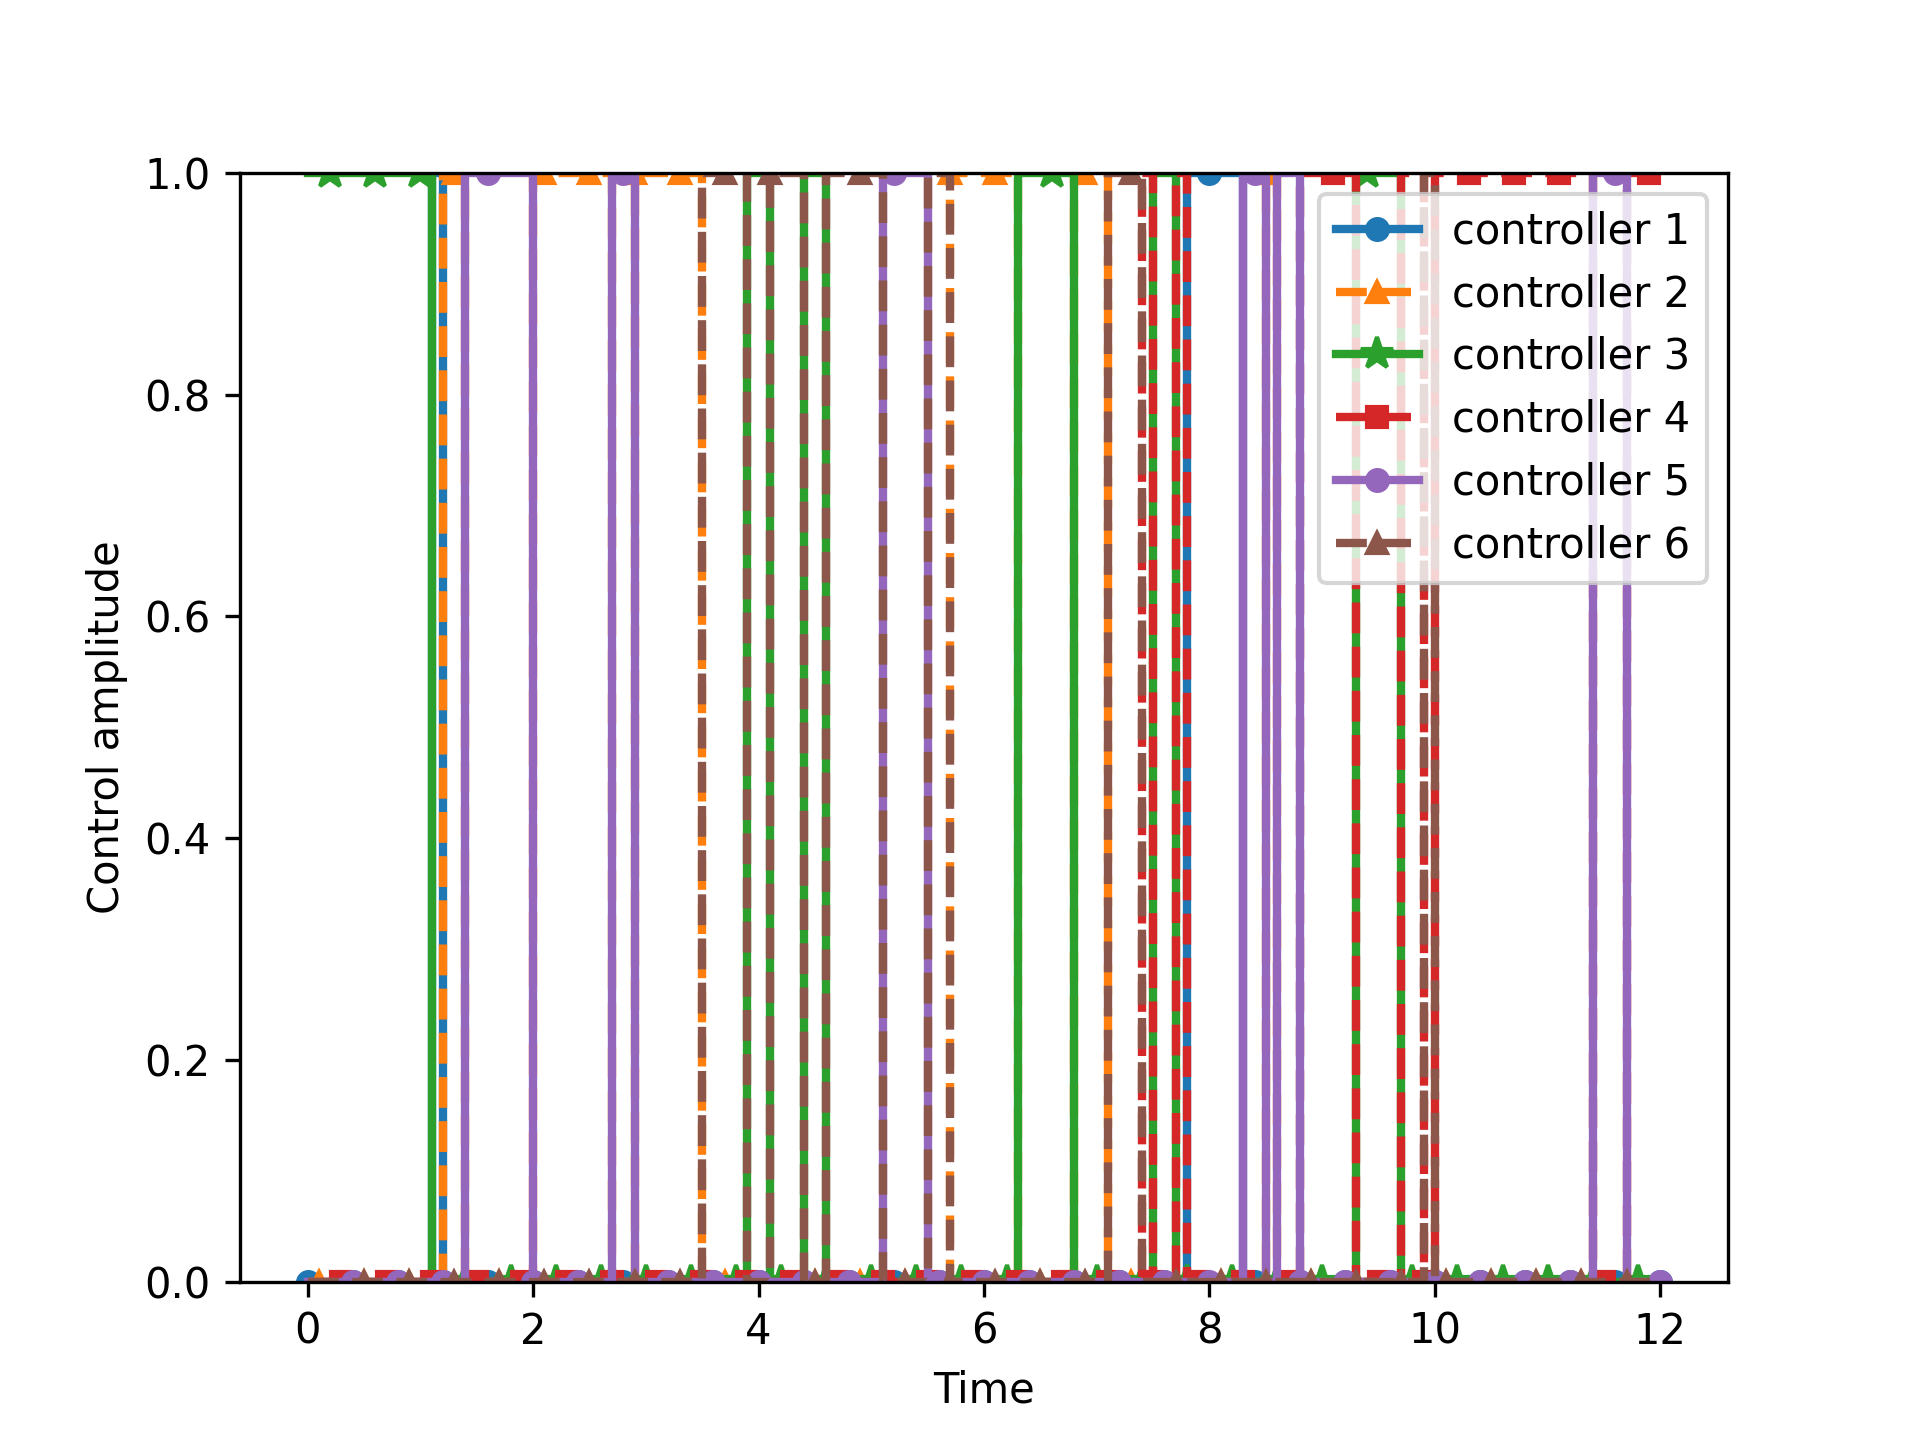 1.0
0.8
0.6
0.4
0.2
0.0
Control amplitude
controller 1
controller 2
controller 3
controller 4
controller 5
controller 6
0 2 4 6 8 10 12
Time